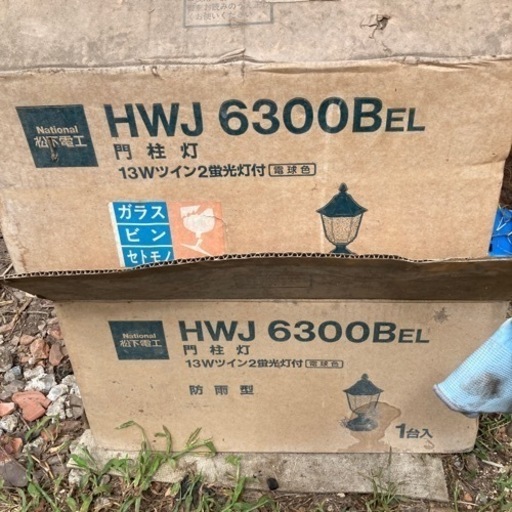 National
松下電工
HWJ 6300BEL
門柱灯
13Wツイン2蛍光灯付 電球色
ガラス
ビン
セトモノ
National
松下電工
HWJ 6300BEL
門柱灯
13Wツイン2蛍光灯付 電球色
防雨型
1台入